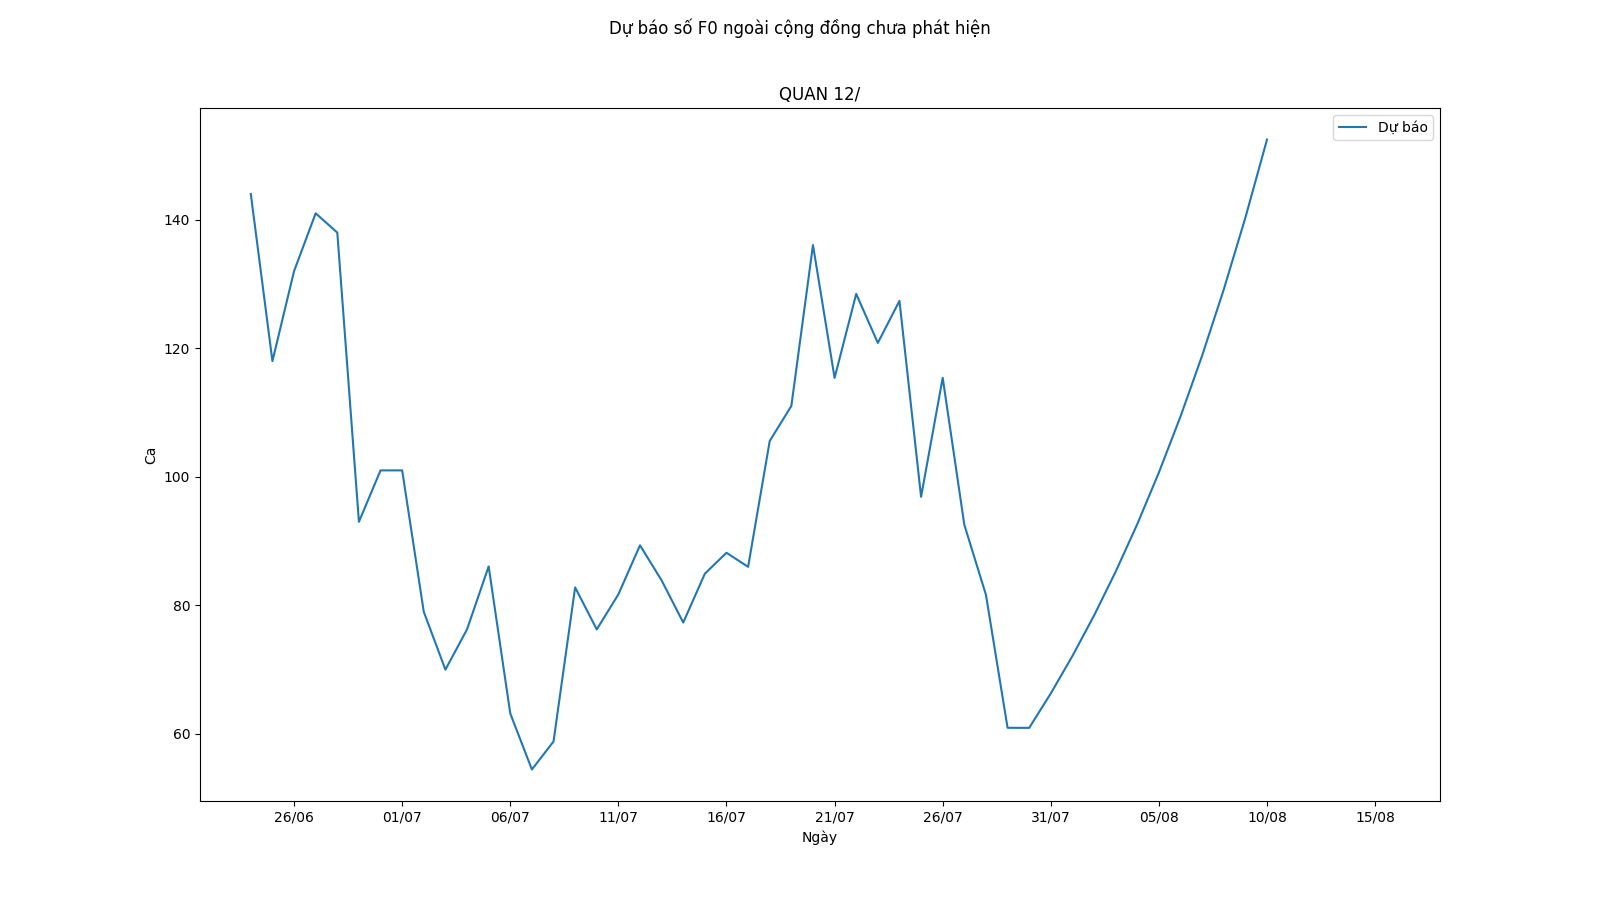 Dự báo số F0 ngoài cộng đồng chưa phát hiện
QUAN 12/
Dự báo
140
120
100
80
60
Ca
26/06 01/07 06/07 11/07 16/07 21/07 26/07 31/07 05/08 10/08 15/08
Ngày